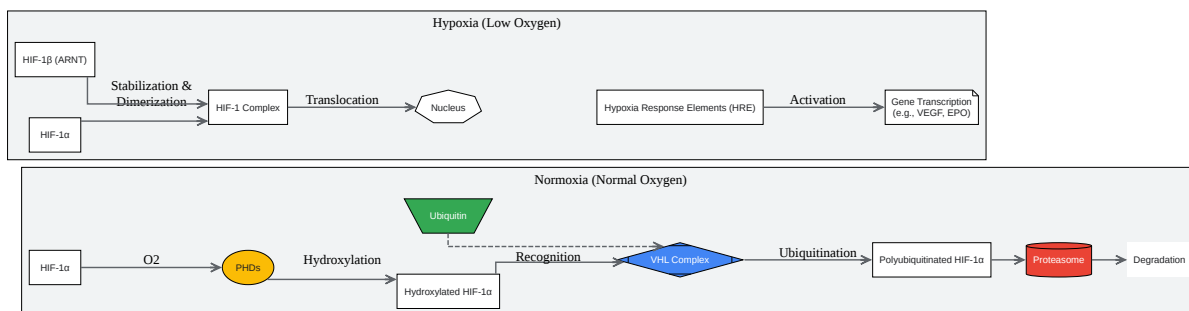 Hypoxia (Low Oxygen)
HIF-1β (ARNT)
Stabilization &
Dimerization
HIF-1 Complex
Translocation
Nucleus
Hypoxia Response Elements (HRE)
Activation
Gene Transcription
(e.g., VEGF, EPO)
HIF-1α
Normoxia (Normal Oxygen)
Ubiquitin
HIF-1α
O2
PHDs
Hydroxylation
Hydroxylated HIF-1α
Recognition
VHL Complex
Ubiquitination
Polyubiquitinated HIF-1α
Proteasome
Degradation